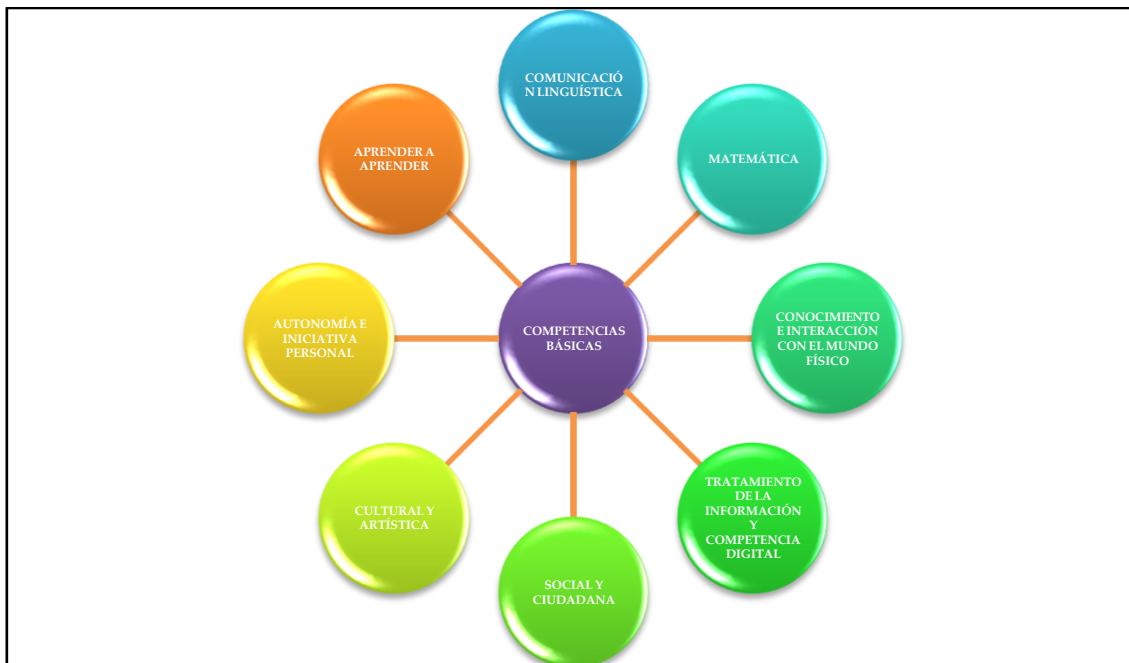 COMUNICACIÓ
N LINGUÍSTICA
MATEMÁTICA
CONOCIMIENTO
E INTERACCIÓN
CON EL MUNDO
FÍSICO
TRATAMIENTO
DE LA
INFORMACIÓN
Y
COMPETENCIA
DIGITAL
SOCIAL Y
CIUDADANA
CULTURAL Y
ARTÍSTICA
AUTONOMÍA E
INICIATIVA
PERSONAL
APRENDER A
APRENDER
COMPETENCIAS
BÁSICAS